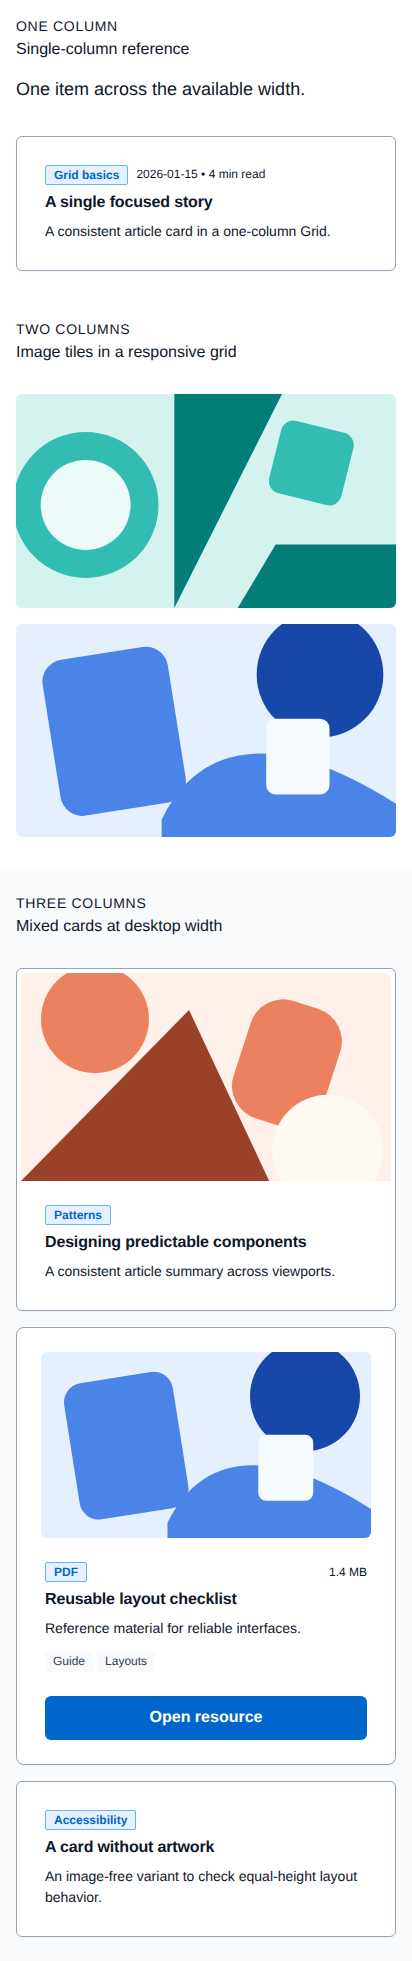 ONE COLUMN
Single-column reference
One item across the available width.
Grid basics 2026-01-15 • 4 min read
A single focused story
A consistent article card in a one-column Grid.
TWO COLUMNS
Image tiles in a responsive grid
THREE COLUMNS
Mixed cards at desktop width
Patterns
Designing predictable components
A consistent article summary across viewports.
PDF 1.4 MB
Reusable layout checklist
Reference material for reliable interfaces.
Guide Layouts
Open resource
Accessibility
A card without artwork
An image-free variant to check equal-height layout
behavior.